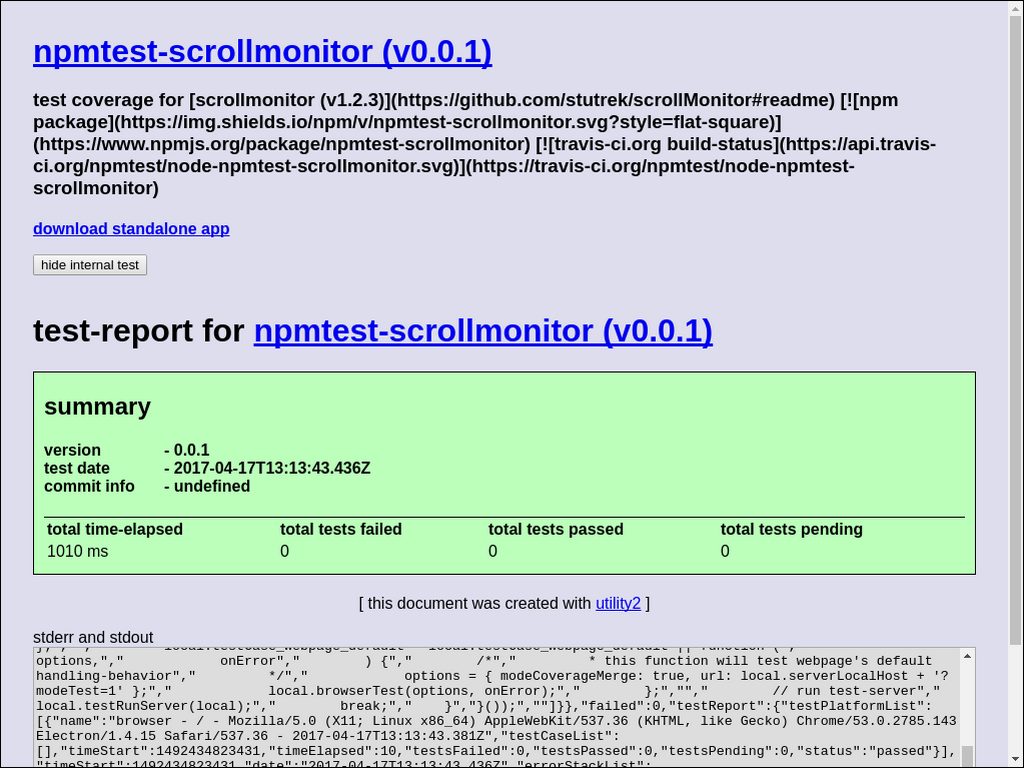 npmtest-scrollmonitor (v0.0.1)
test coverage for [scrollmonitor (v1.2.3)](https://github.com/stutrek/scrollMonitor#readme) [![npm
package](https://img.shields.io/npm/v/npmtest-scrollmonitor.svg?style=flat-square)]
(https://www.npmjs.org/package/npmtest-scrollmonitor) [![travis-ci.org build-status](https://api.travis-
ci.org/npmtest/node-npmtest-scrollmonitor.svg)](https://travis-ci.org/npmtest/node-npmtest-
scrollmonitor)
download standalone app
hide internal test
test-report for npmtest-scrollmonitor (v0.0.1)
summary
version - 0.0.1
test date - 2017-04-17T13:13:43.436Z
commit info - undefined
total time-elapsed total tests failed total tests passed total tests pending
1010 ms 0 0 0
[ this document was created with utility2 ]
stderr and stdout
options,"," onError"," ) {"," /*"," * this function will test webpage's default
handling-behavior"," */"," options = { modeCoverageMerge: true, url: local.serverLocalHost + '?
modeTest=1' };"," local.browserTest(options, onError);"," };",""," // run test-server","
local.testRunServer(local);"," break;"," }","}());",""]}},"failed":0,"testReport":{"testPlatformList":
[{"name":"browser - / - Mozilla/5.0 (X11; Linux x86_64) AppleWebKit/537.36 (KHTML, like Gecko) Chrome/53.0.2785.143
Electron/1.4.15 Safari/537.36 - 2017-04-17T13:13:43.381Z","testCaseList":
[],"timeStart":1492434823431,"timeElapsed":10,"testsFailed":0,"testsPassed":0,"testsPending":0,"status":"passed"}],
"timeStart":1492434823431,"date":"2017-04-17T13:13:43.436Z","errorStackList":